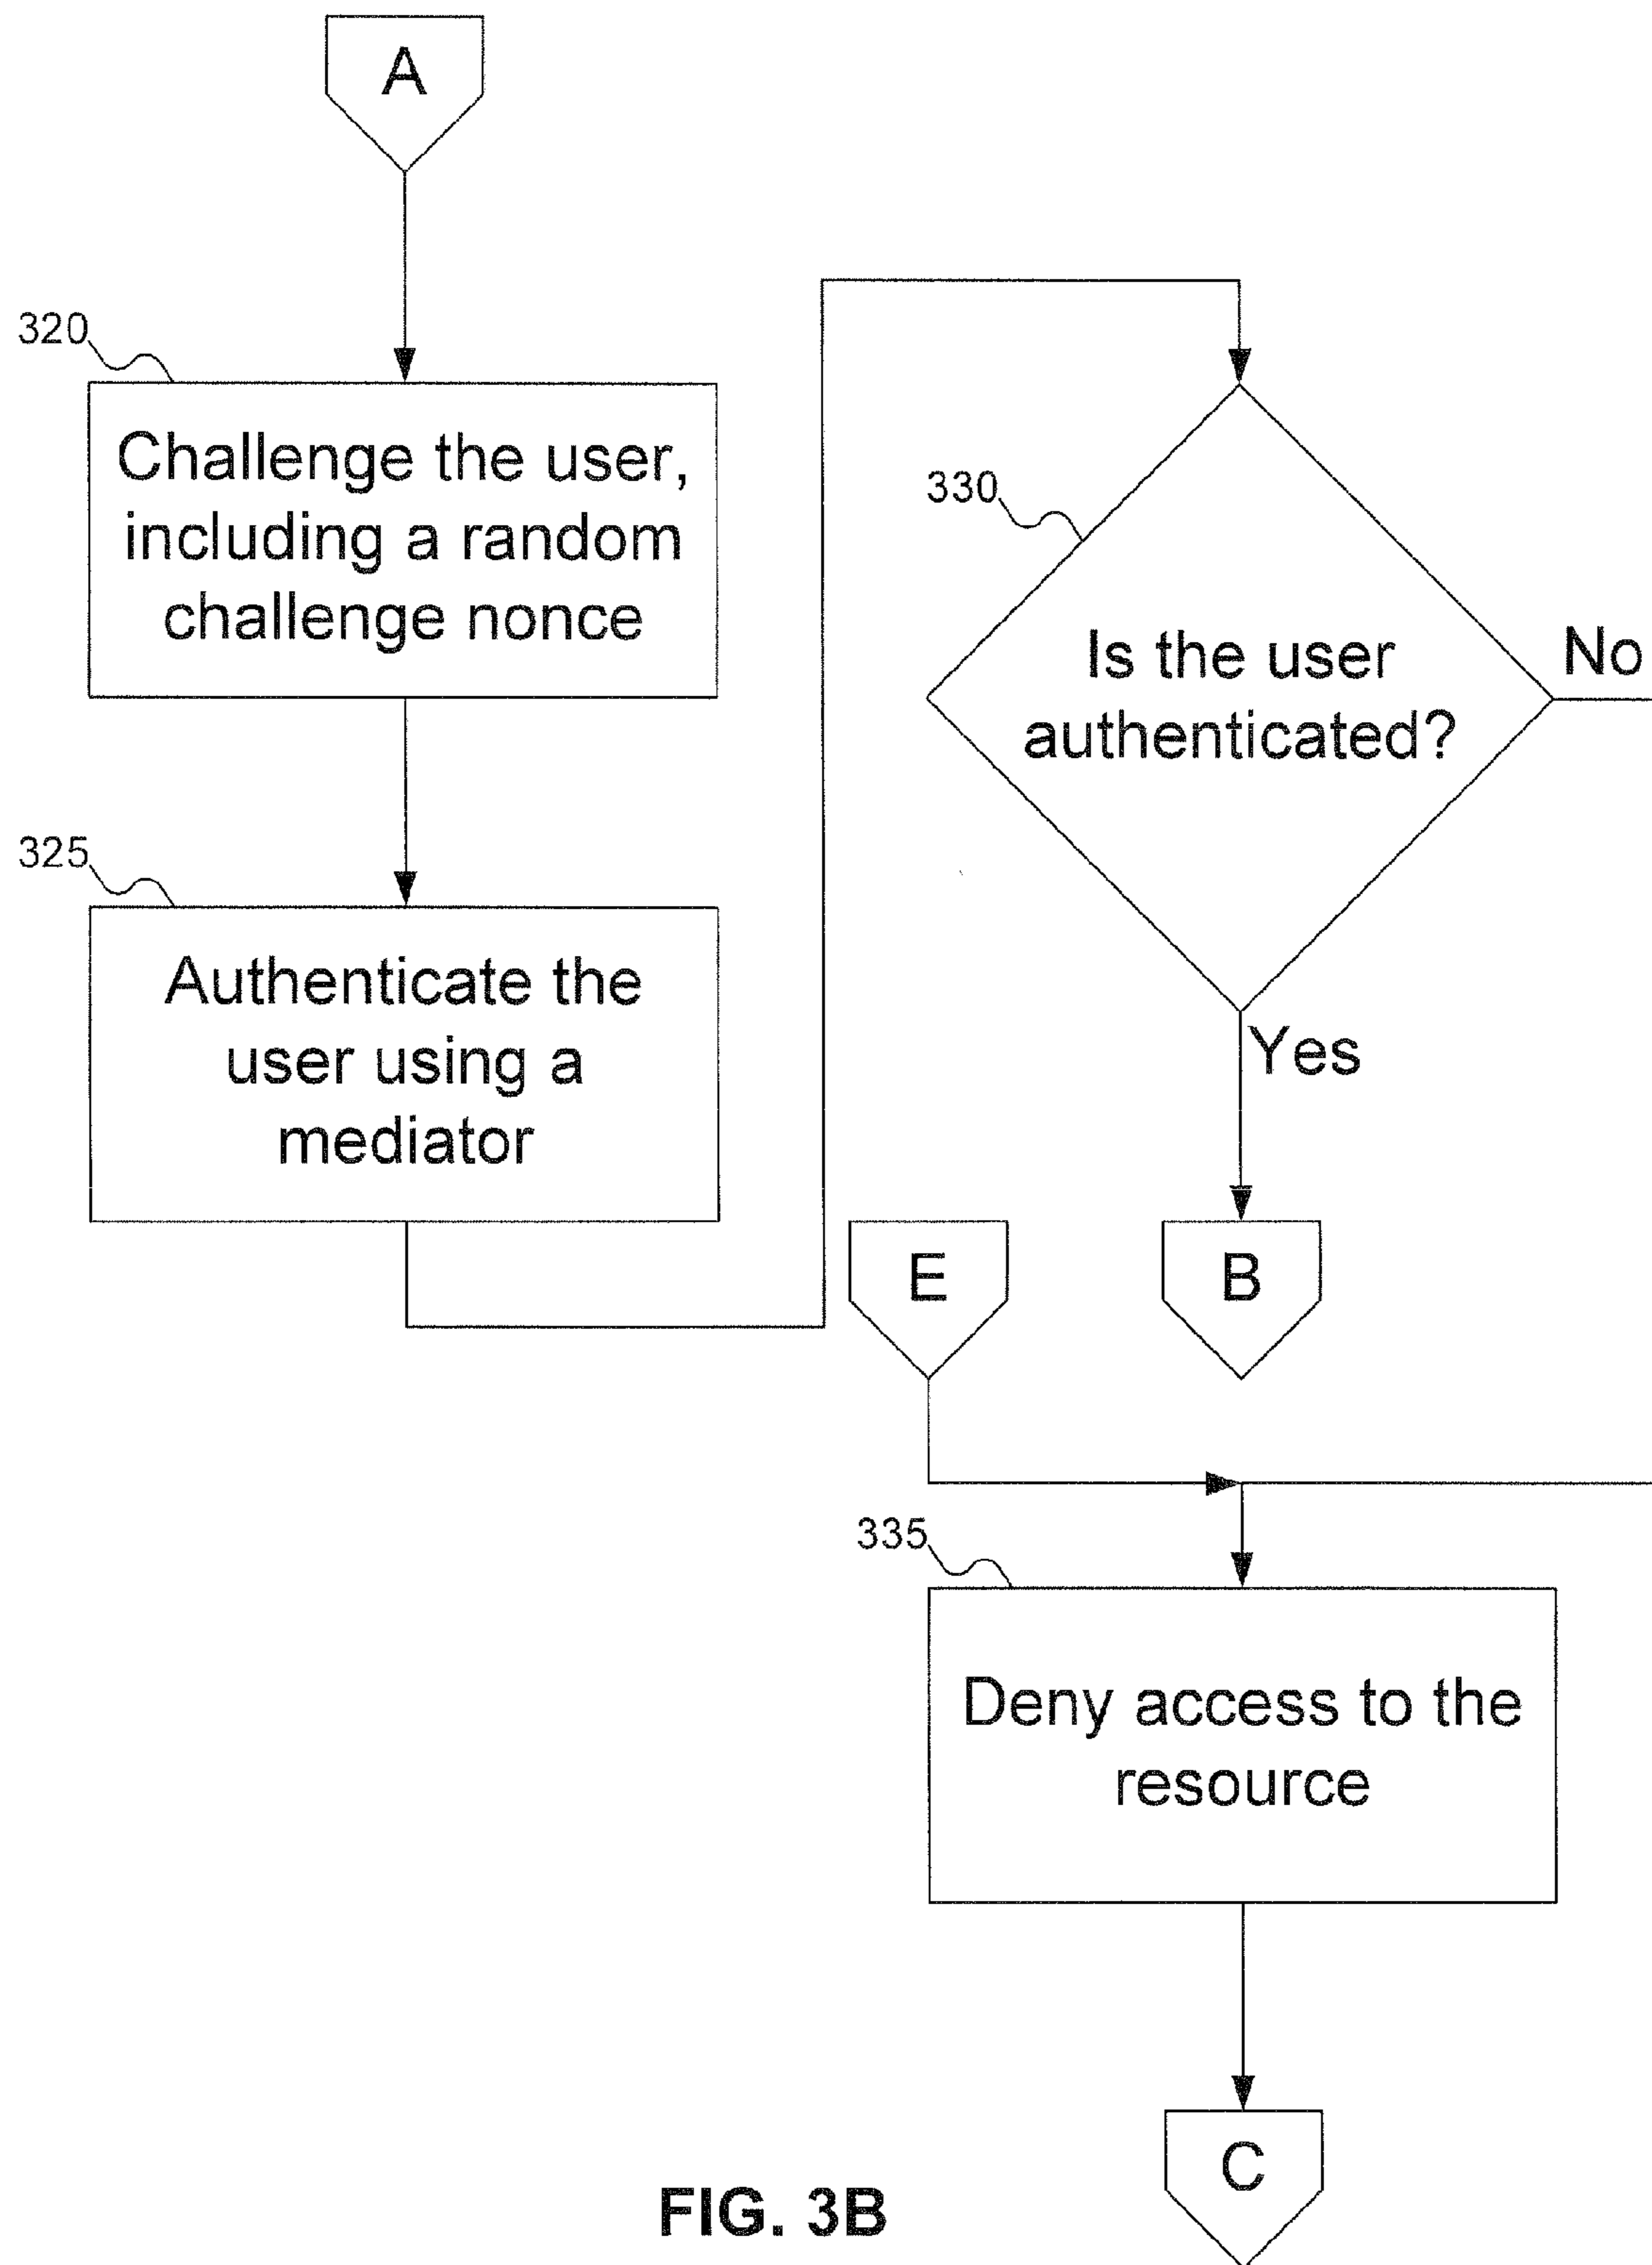 A
320
Challenge the user,
including a random
challenge nonce
325
Authenticate the
user using a
mediator
330
Is the user
authenticated?
No
Yes
E
B
335
Deny access to the
resource
C
FIG. 3B